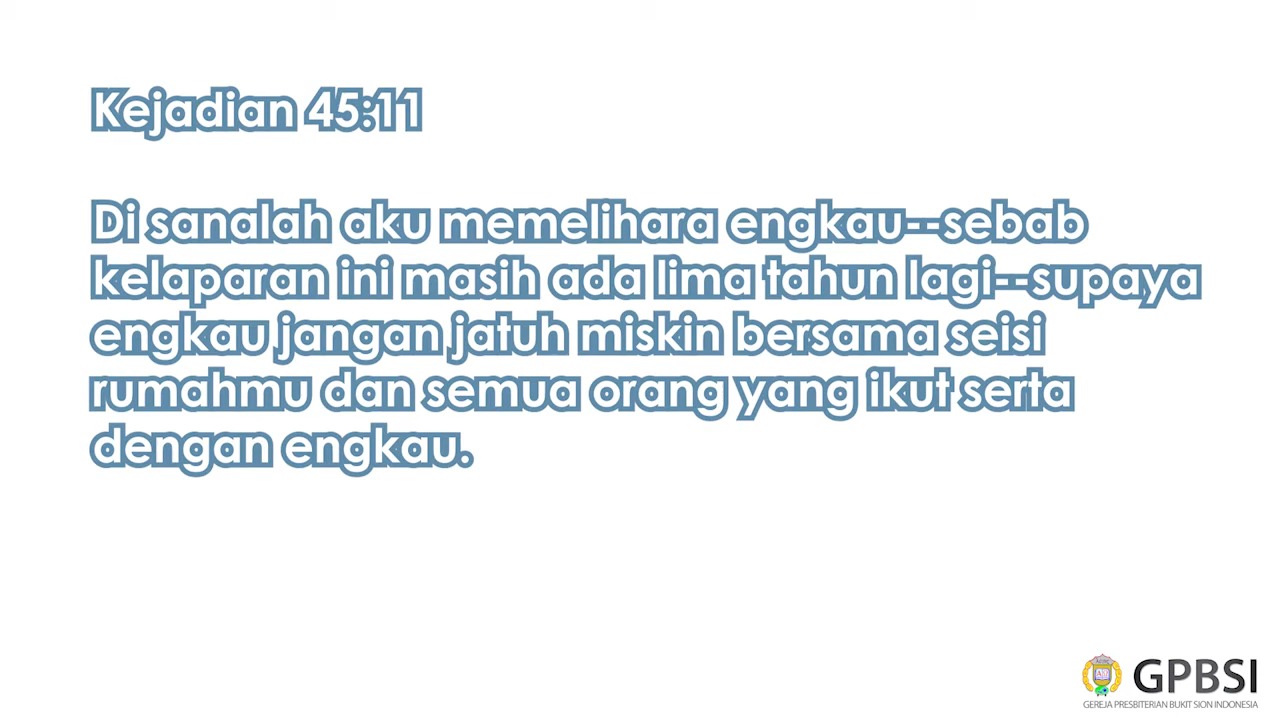 Kejadian 45:11
Di sanalah aku memelihara engkau--sebab
kelaparan ini masih ada lima tahun lagi--supaya
engkau jangan jatuh miskin bersama seisi
rumahmu dan semua orang yang ikut serta
dengan engkau.
GPBSI
GEREJA PRESBITERIAN BUKIT SION INDONESIA